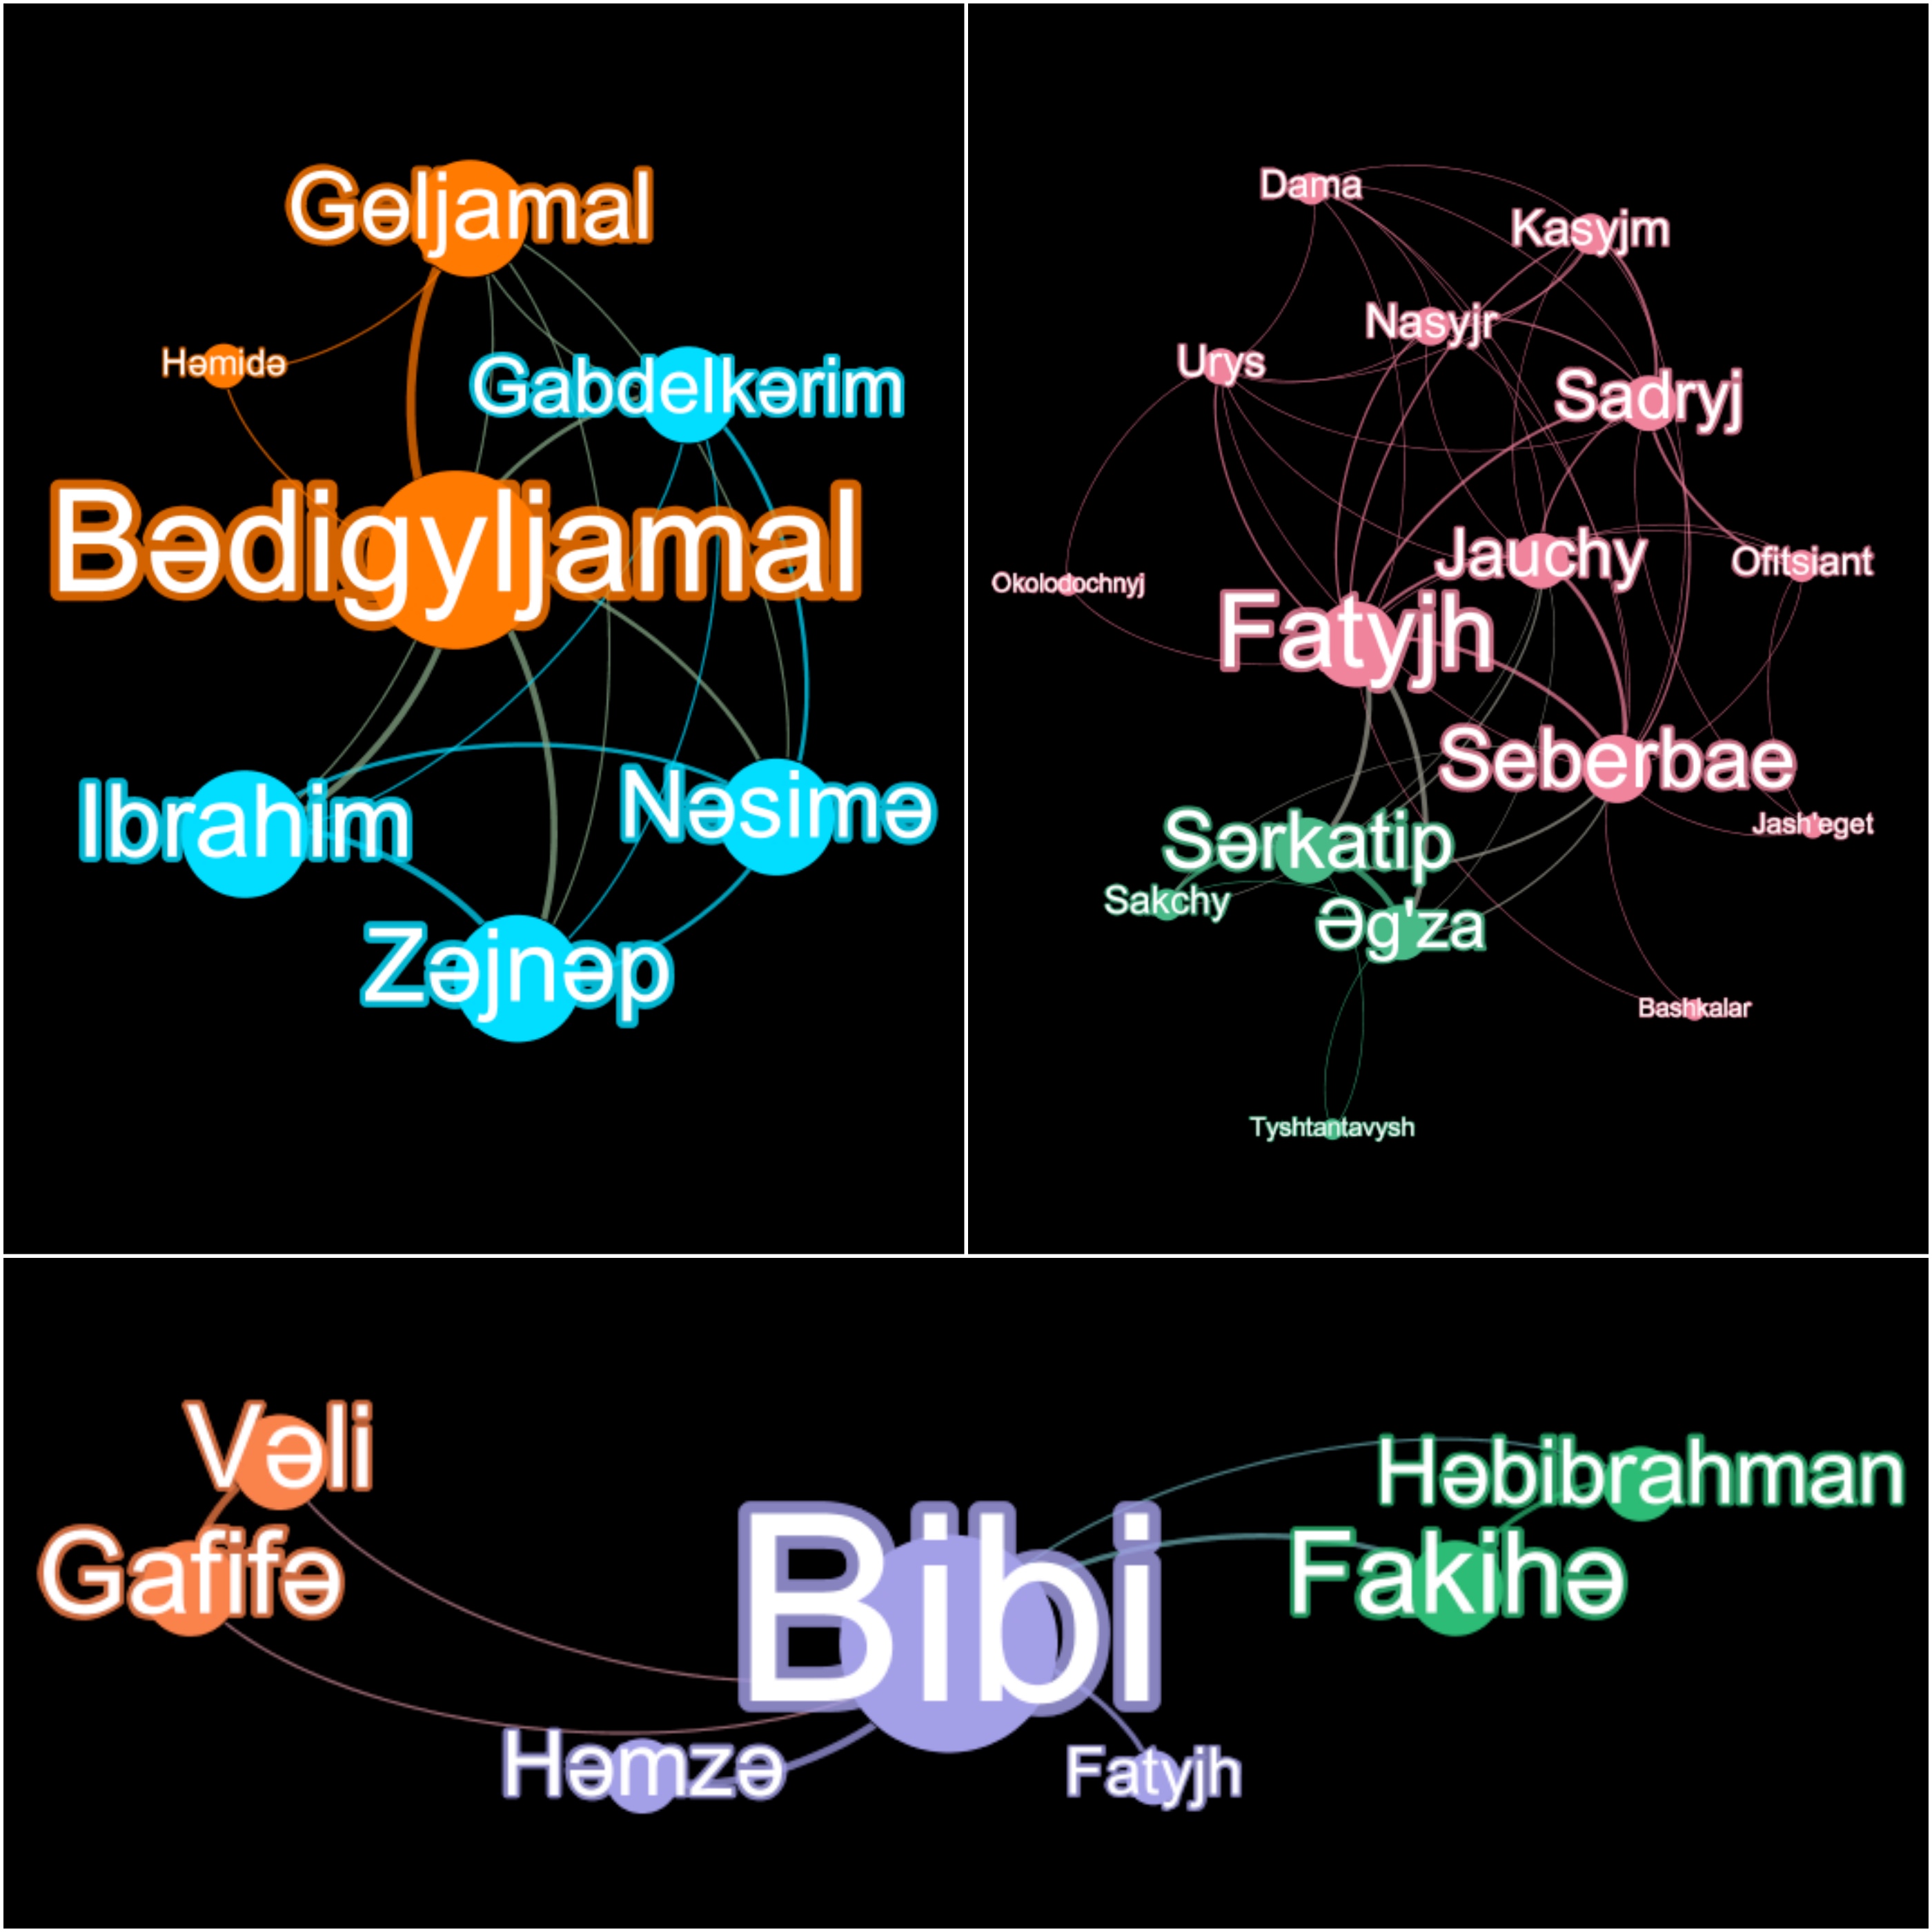 Gɵljamal
Həmidə
Gabdelkərim
Bədigyljamal
Ibrahim
Nəsimə
Zəjnəp
Dama
Kasyjm
Nasyjr
Urys
Sadryj
Jauchy
Ofitsiant
Okolodochnyj
Fatyjh
Seberbae
Sərkatip
Jash'eget
Sakchy
Əg'za
Bashkalar
Tyshtantavysh
Vəli
Həbibrahman
Gafifə
Bibi
Fakihə
Həmzə
Fatyjh